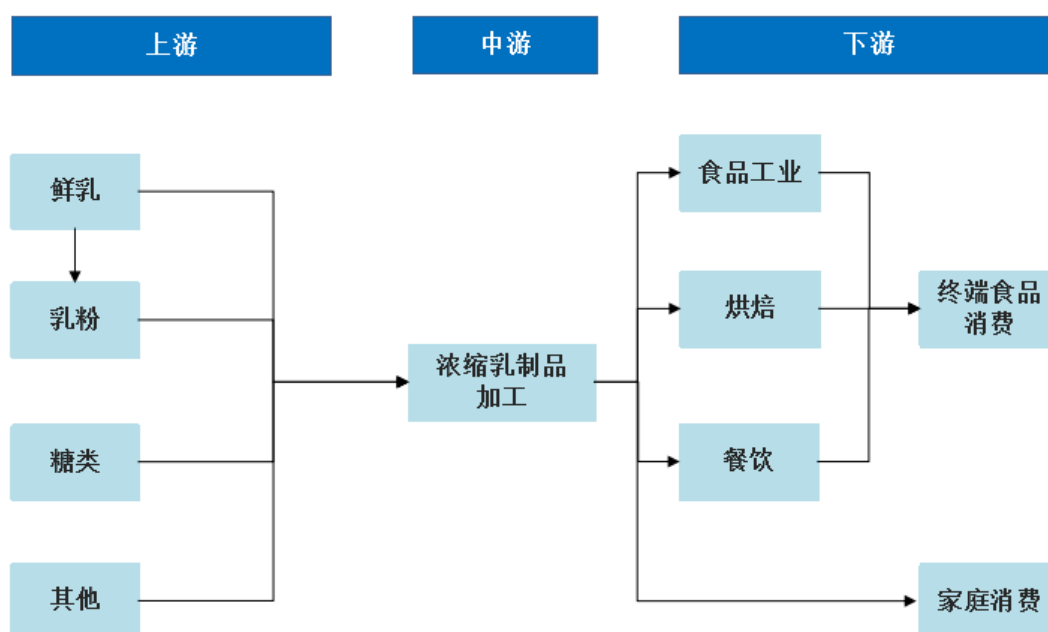 上游
中游
下游
鲜乳
乳粉
糖类
其他
浓缩乳制品
加工
食品工业
烘焙
餐饮
终端食品
消费
家庭消费